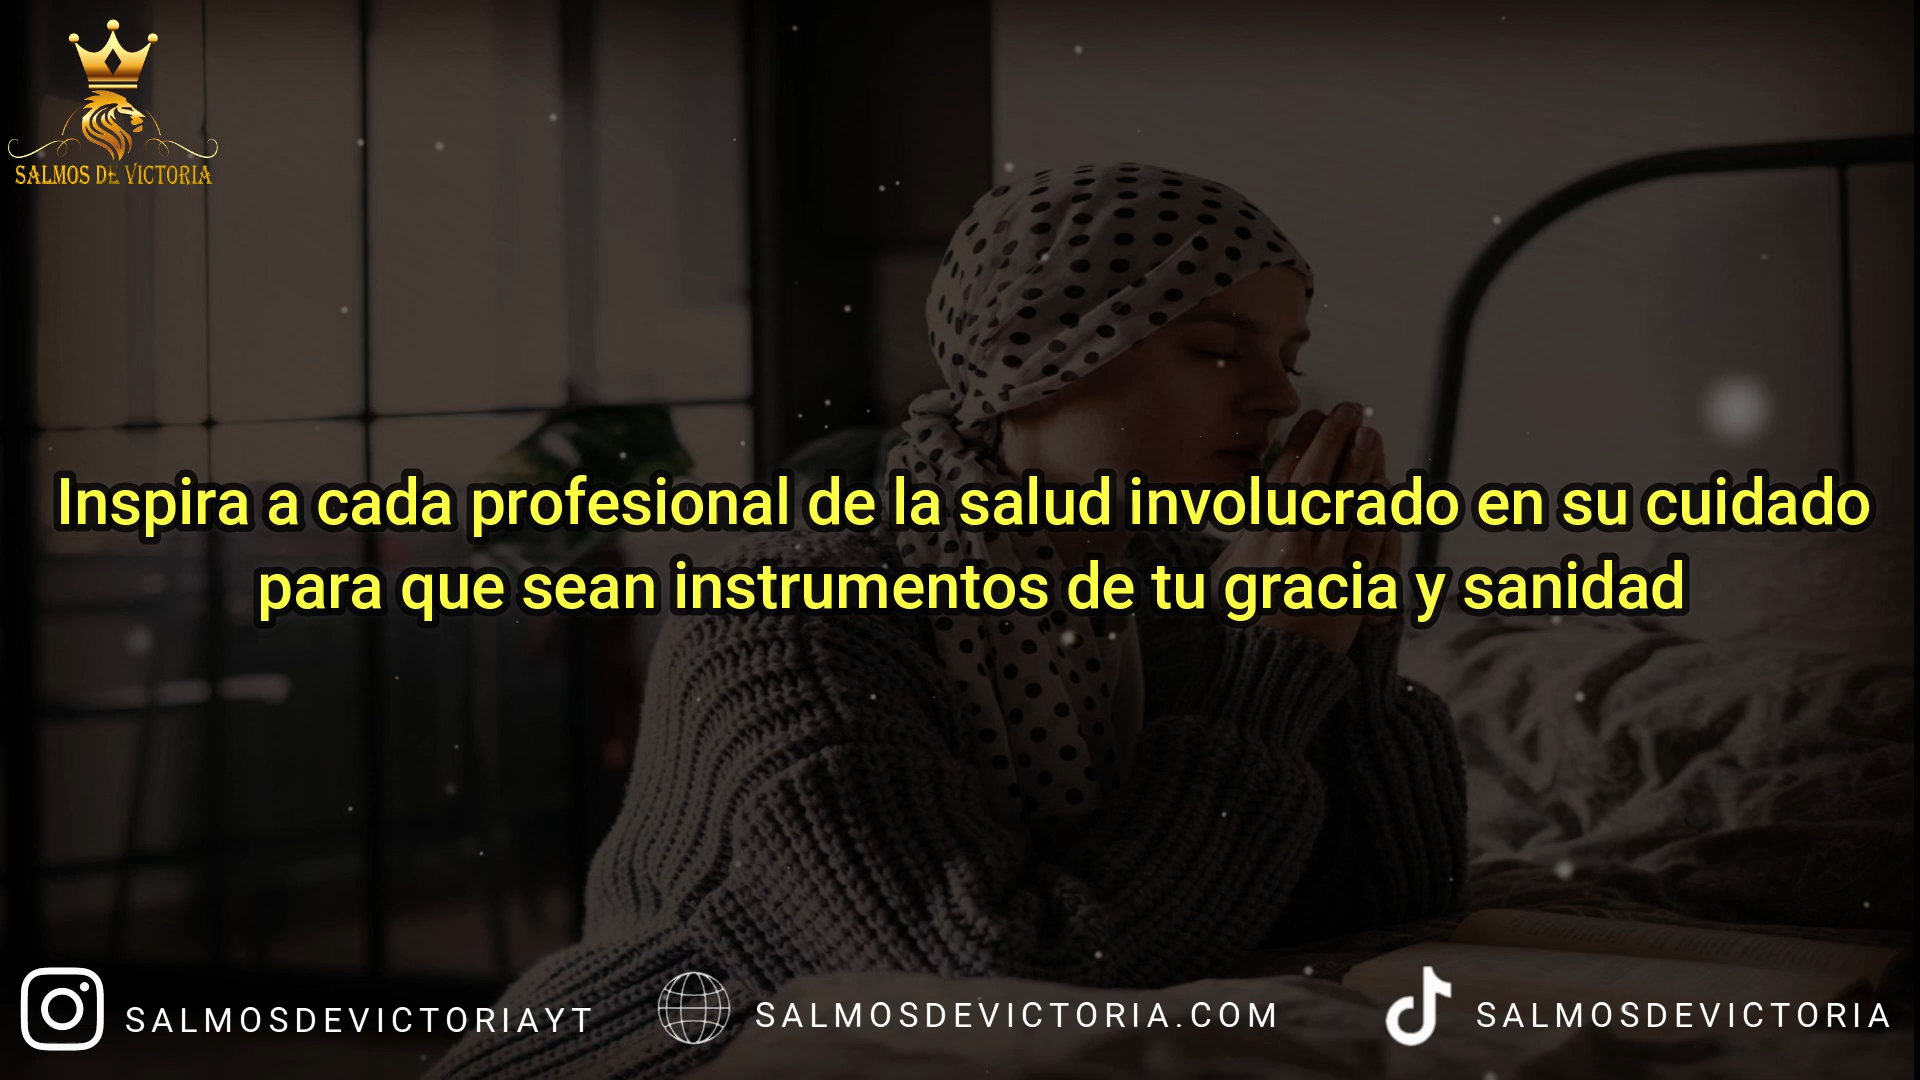 SALMOS DE VICTORIA
Inspira a cada profesional de la salud involucrado en su cuidado
para que sean instrumentos de tu gracia y sanidad
SALMOSDEVICTORIAYT
SALMOSDEVICTORIA.COM
SALMOSDEVICTORIA